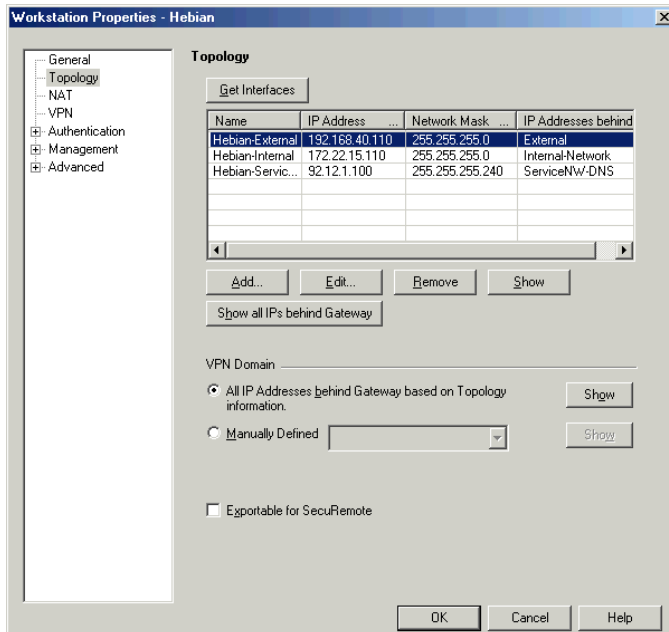 Workstation Properties - Hebian
General
Topology
NAT
VPN
Authentication
Management
Advanced
Topology
Get Interfaces
Name IP Address ... Network Mask ... IP Addresses behind
Hebian-External 192.168.40.110 255.255.255.0 External
Hebian-Internal 172.22.15.110 255.255.255.0 Internal-Network
Hebian-Servic... 92.12.1.100 255.255.255.240 ServiceNW-DNS
Add... Edit... Remove Show
Show all IPs behind Gateway
VPN Domain
All IP Addresses behind Gateway based on Topology
information.
Show
Manually Defined
Show
Exportable for SecuRemote
OK Cancel Help